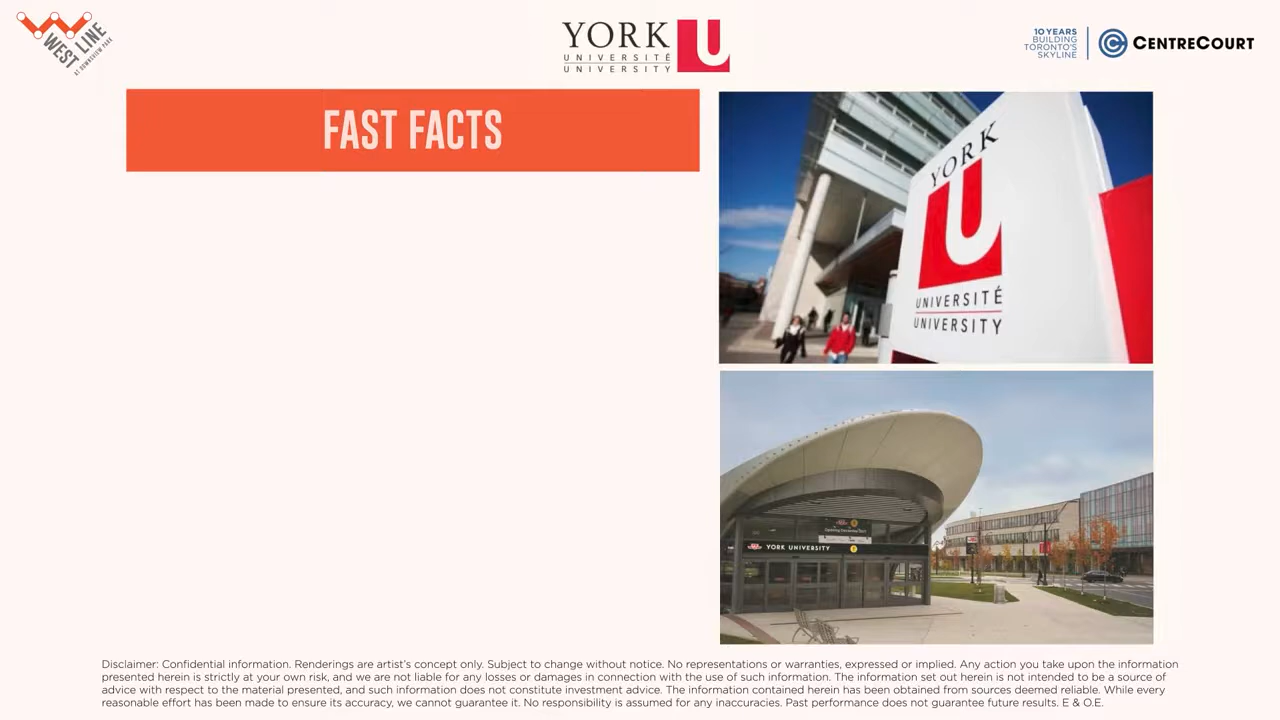 WEST LINE
AT DOWNSVIEW PARK
YORK
UNIVERSITÉ
UNIVERSITY
U
10 YEARS
BUILDING
TORONTO'S
SKYLINE
CENTRECOURT
FAST FACTS
YORK
U
UNIVERSITÉ
UNIVERSITY
YORK UNIVERSITY
Disclaimer: Confidential information. Renderings are artist's concept only. Subject to change without notice. No representations or warranties, expressed or implied. Any action you take upon the information
presented herein is strictly at your own risk, and we are not liable for any losses or damages in connection with the use of such information. The information set out herein is not intended to be a source of
advice with respect to the material presented, and such information does not constitute investment advice. The information contained herein has been obtained from sources deemed reliable. While every
reasonable effort has been made to ensure its accuracy, we cannot guarantee it. No responsibility is assumed for any inaccuracies. Past performance does not guarantee future results. E & O.E.